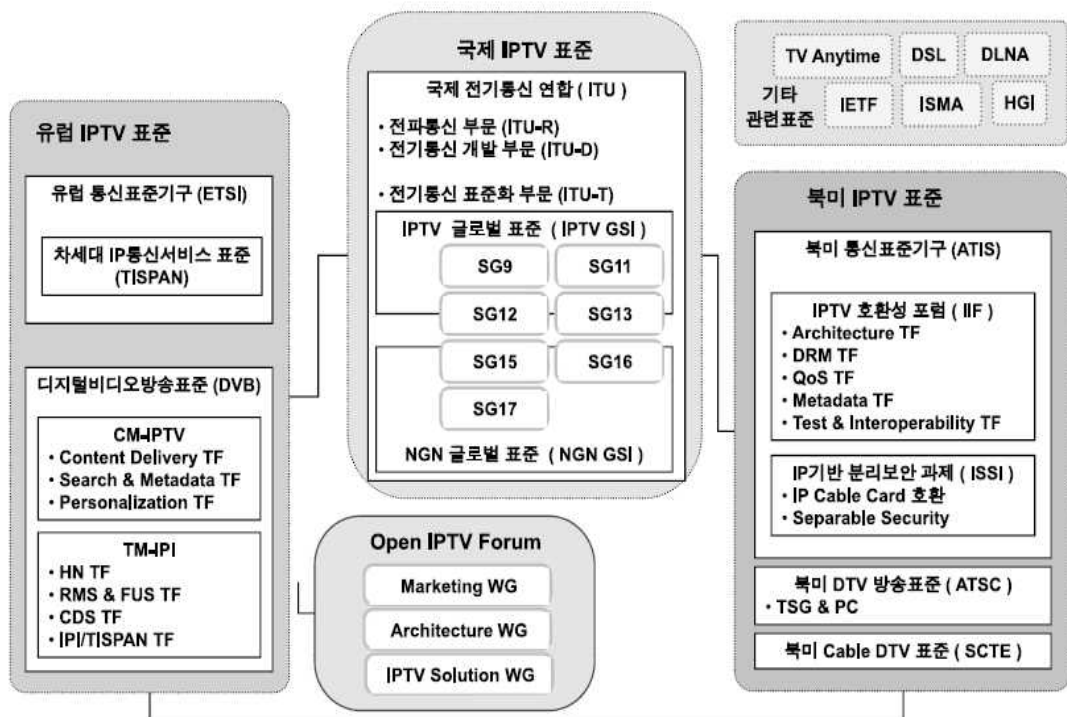 유럽 IPTV 표준
유럽 통신표준기구 (ETSI)
차세대 IP통신서비스 표준
(TISPAN)
디지털비디오방송표준 (DVB)
CM-IPTV
• Content Delivery TF
• Search & Metadata TF
• Personalization TF
TM-IPI
• HN TF
• RMS & FUS TF
• CDS TF
• IPI/TISPAN TF
국제 IPTV 표준
국제 전기통신 연합 ( ITU )
• 전파통신 부문 (ITU-R)
• 전기통신 개발 부문 (ITU-D)
• 전기통신 표준화 부문 (ITU-T)
IPTV 글로벌 표준 ( IPTV GSI )
SG9 SG11
SG12 SG13
SG15 SG16
SG17
NGN 글로벌 표준 ( NGN GSI )
Open IPTV Forum
Marketing WG
Architecture WG
IPTV Solution WG
기타
관련표준
TV Anytime DSL DLNA
IETF ISMA HGI
북미 IPTV 표준
북미 통신표준기구 (ATIS)
IPTV 호환성 포럼 ( IIF )
• Architecture TF
• DRM TF
• QoS TF
• Metadata TF
• Test & Interoperability TF
IP기반 분리보안 과제 ( ISSI )
• IP Cable Card 호환
• Separable Security
북미 DTV 방송표준 ( ATSC )
• TSG & PC
북미 Cable DTV 표준 ( SCTE )